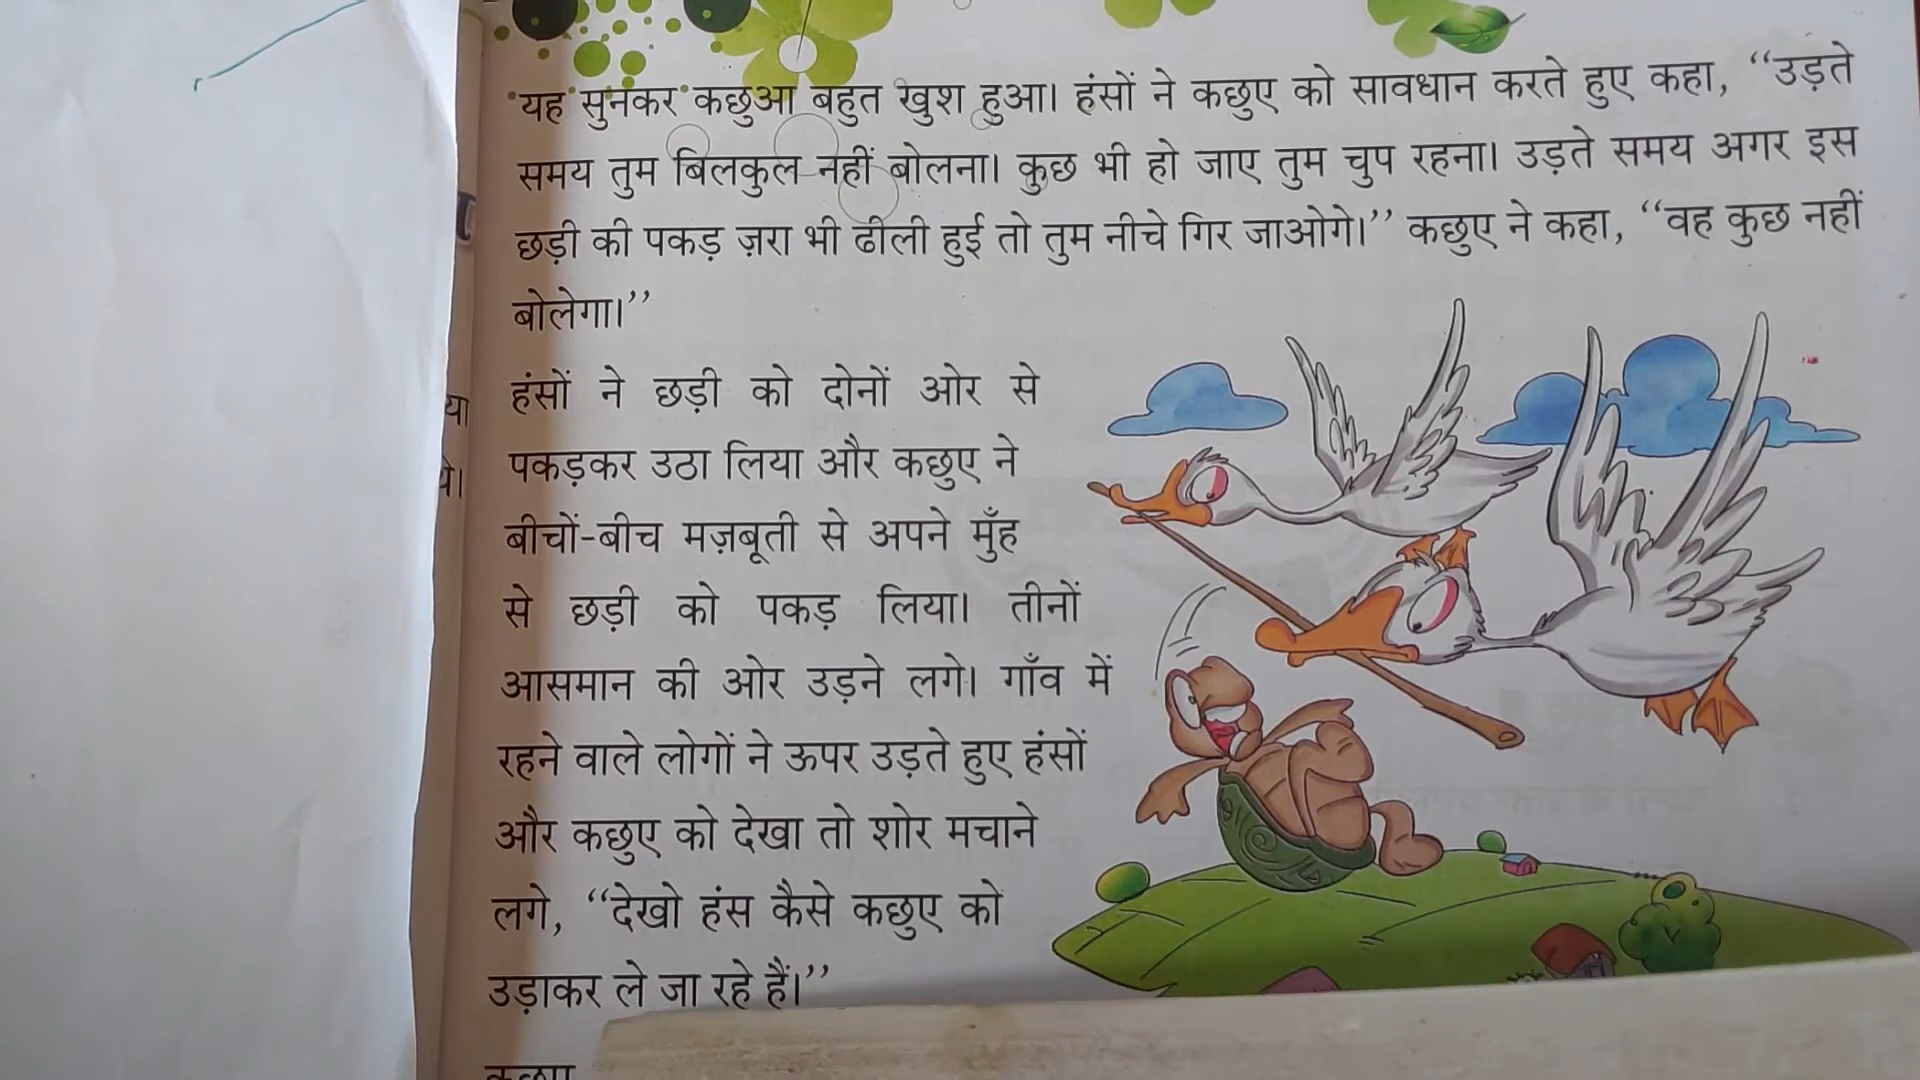 यह सुनकर कछुआ बहुत खुश हुआ। हंसों ने कछुए को सावधान करते हुए कहा, ‘‘उड़ते
समय तुम बिलकुल नहीं बोलना। कुछ भी हो जाए तुम चुप रहना। उड़ते समय अगर इस
छड़ी की पकड़ ज़रा भी ढीली हुई तो तुम नीचे गिर जाओगे।’’ कछुए ने कहा, ‘‘वह कुछ नहीं
बोलेगा।’’
हंसों ने छड़ी को दोनों ओर से
पकड़कर उठा लिया और कछुए ने
बीचों-बीच मज़बूती से अपने मुँह
से छड़ी को पकड़ लिया। तीनों
आसमान की ओर उड़ने लगे। गाँव में
रहने वाले लोगों ने ऊपर उड़ते हुए हंसों
और कछुए को देखा तो शोर मचाने
लगे, ‘‘देखो हंस कैसे कछुए को
उड़ाकर ले जा रहे हैं।’’